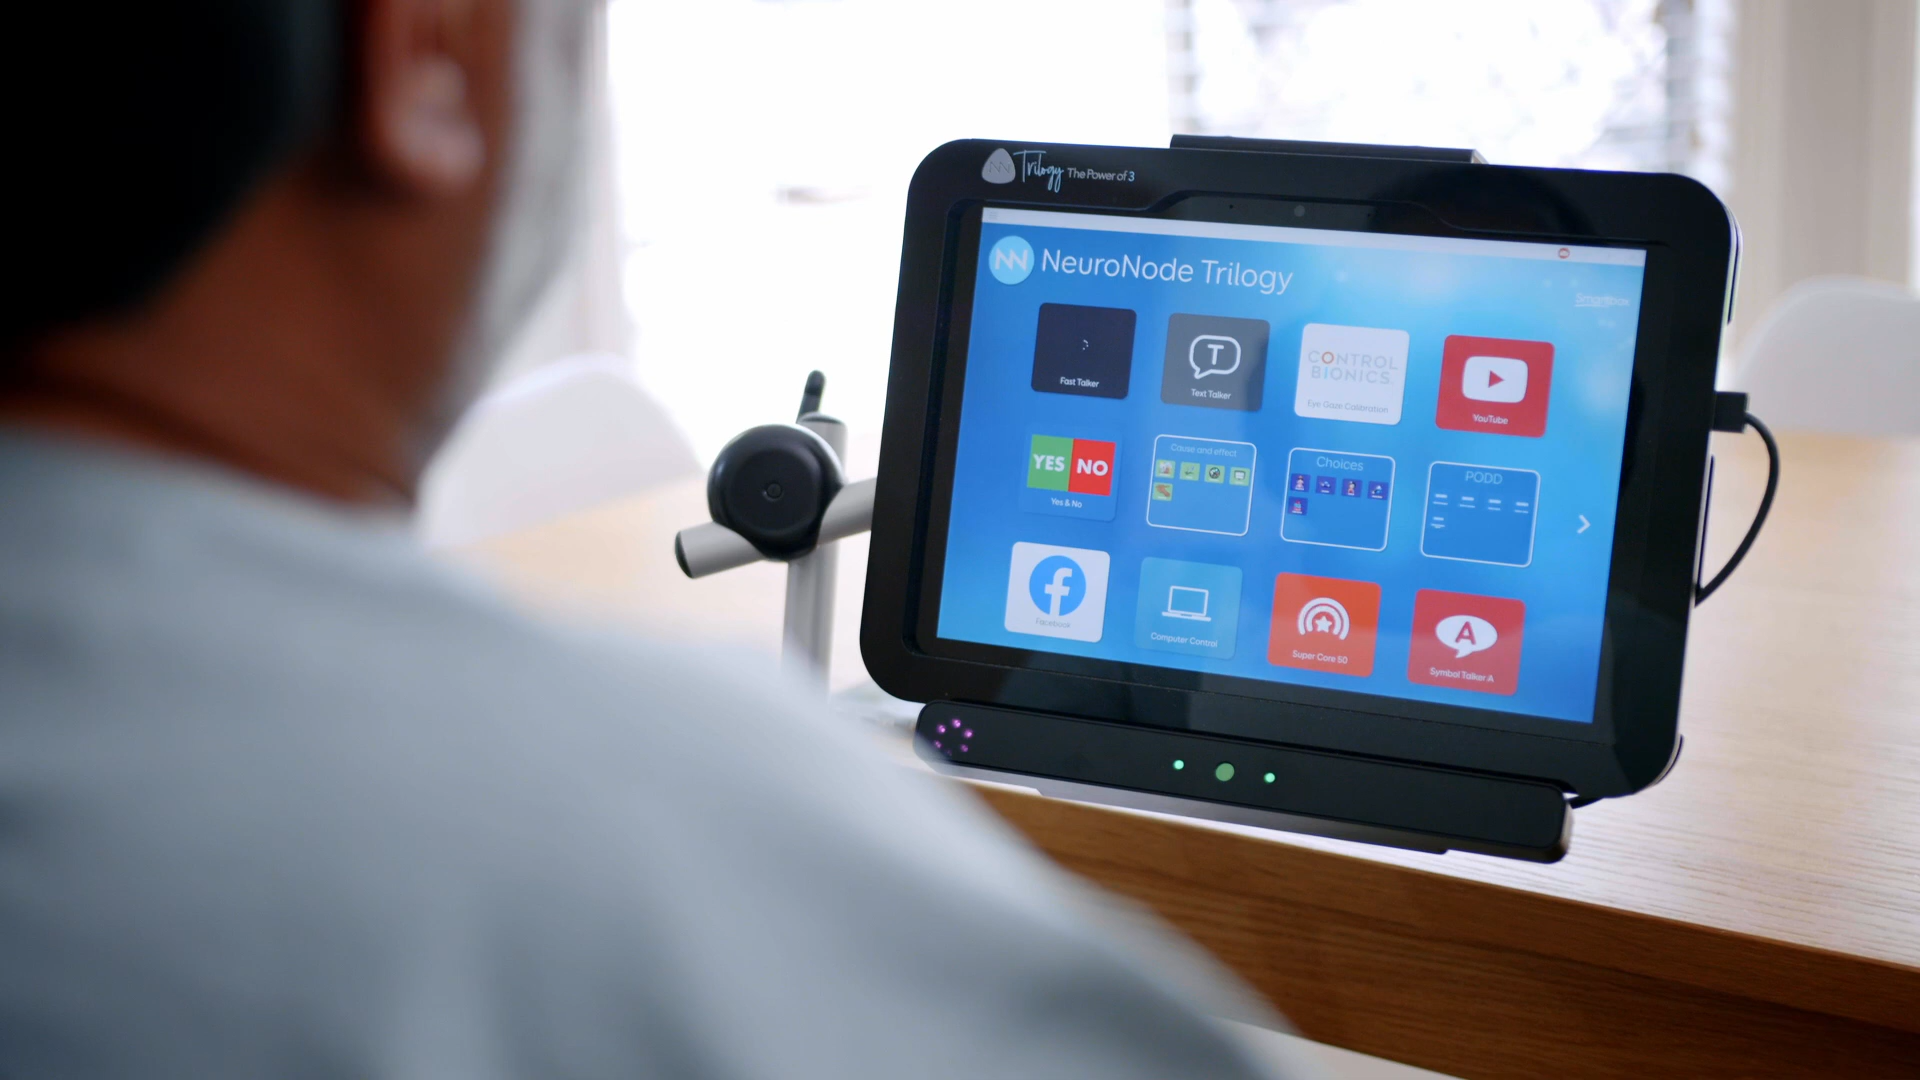 Trilogy The Power of 3
NeuroNode Trilogy
Smartbox
Fast Talker
T
Text Talker
CONTROL
BIONICS
Eye Gaze Calibration
YouTube
YES NO
Yes & No
Cause and effect
Choices
PODD
Facebook
Computer Control
Super Core 50
A
Symbol Talker A